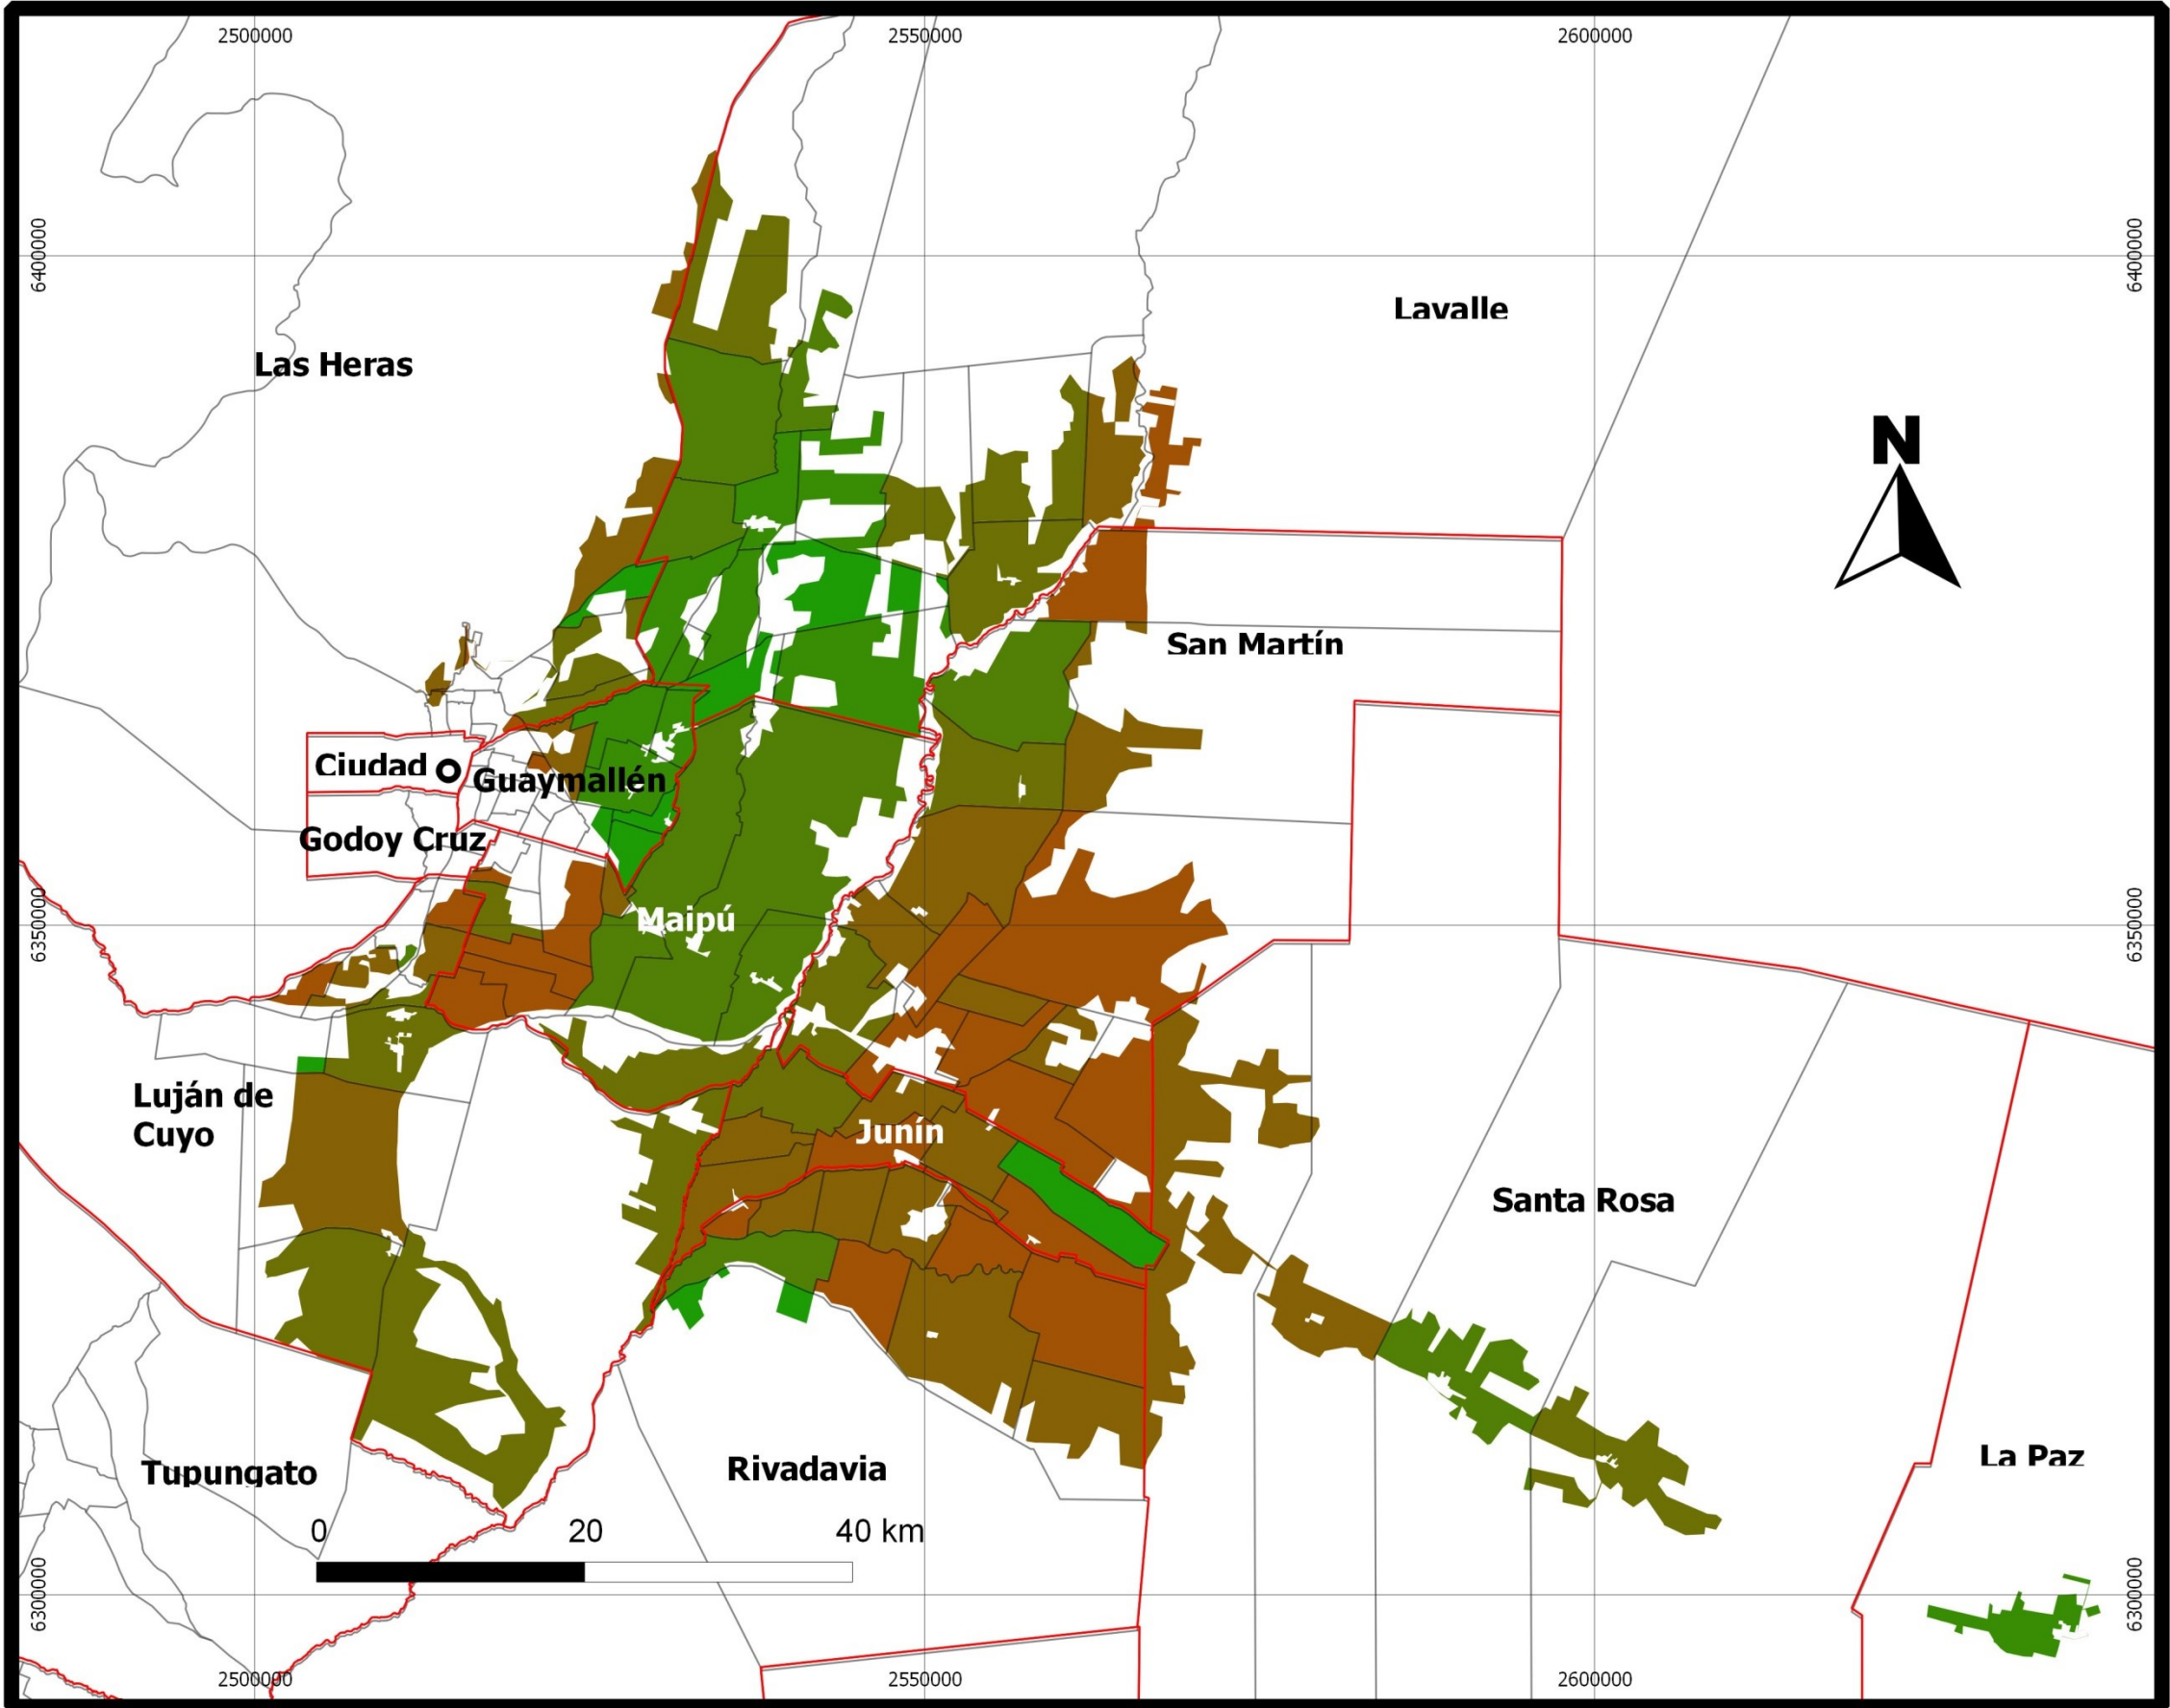 2500000
2550000
2600000
6400000
6400000
Lavalle
Las Heras
N
San Martín
Ciudad
Guaymallén
Godoy Cruz
6350000
Maipú
6350000
Luján de
Cuyo
Junín
Santa Rosa
Tupungato
Rivadavia
La Paz
0
20
40 km
6300000
6300000
2500000
2550000
2600000